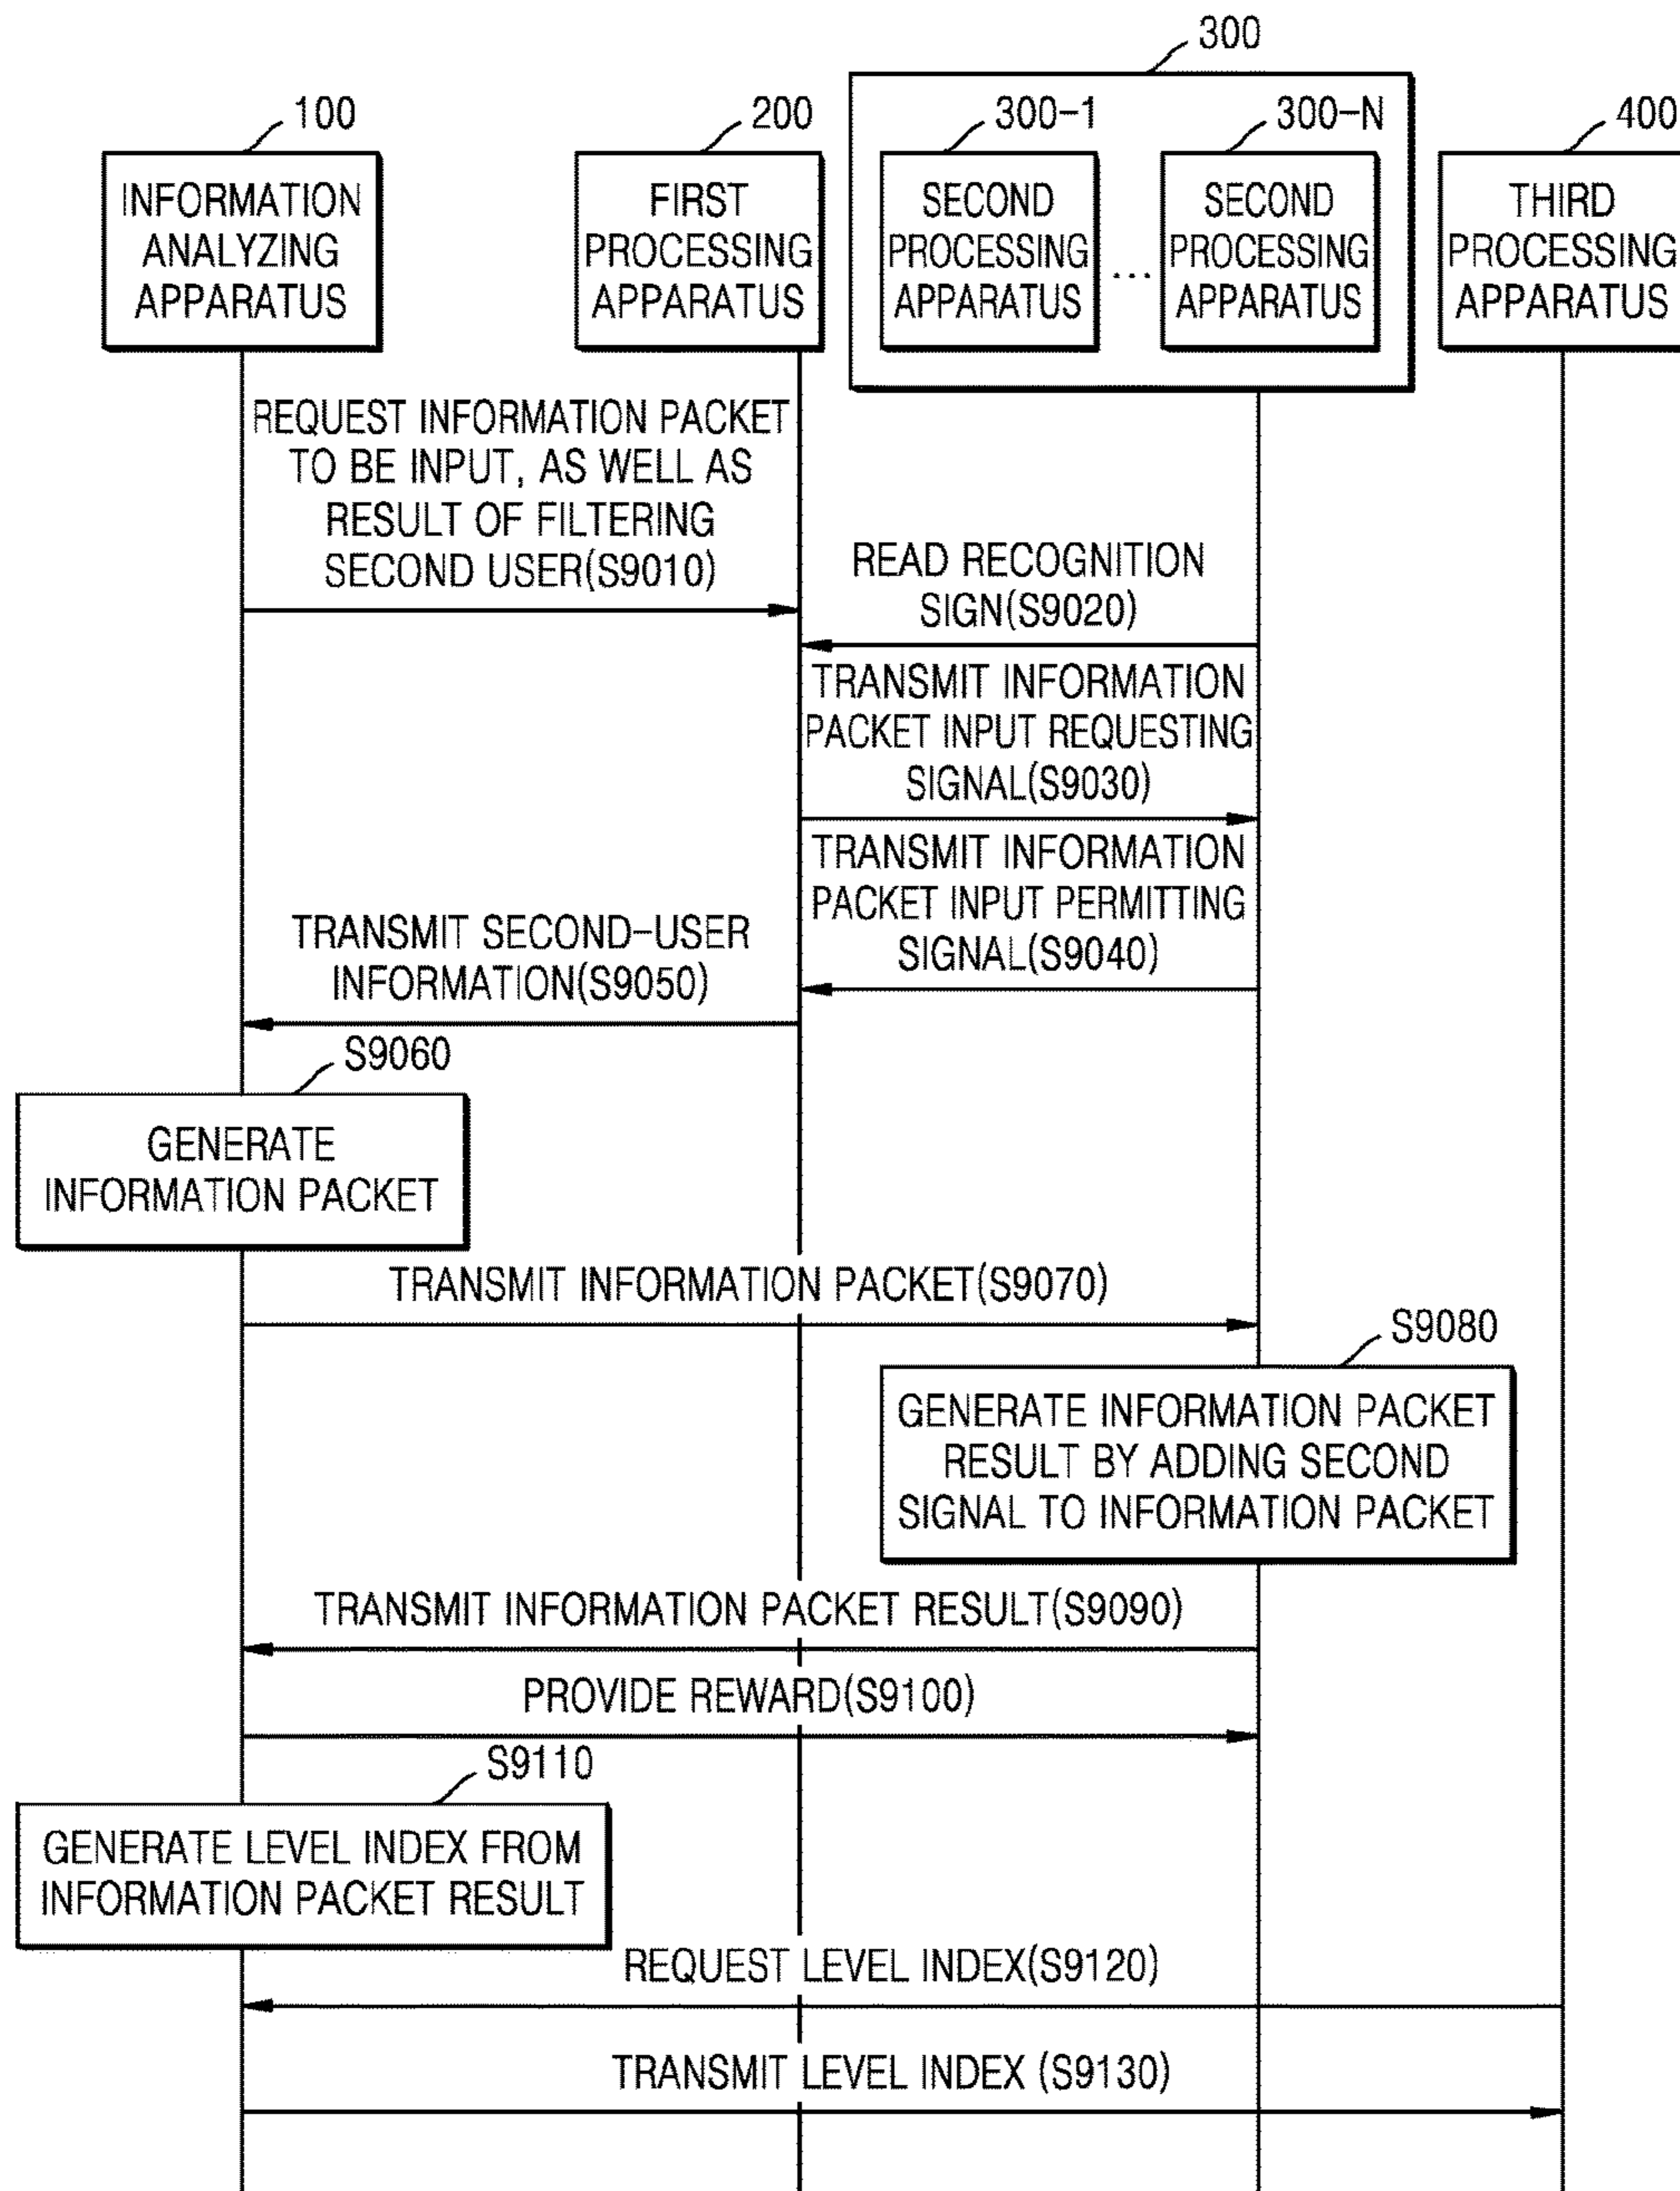 300
100
200
300-1
300-N
400
INFORMATION
ANALYZING
APPARATUS
FIRST
PROCESSING
APPARATUS
SECOND
PROCESSING
APPARATUS
...
SECOND
PROCESSING
APPARATUS
THIRD
PROCESSING
APPARATUS
REQUEST INFORMATION PACKET
TO BE INPUT, AS WELL AS
RESULT OF FILTERING
SECOND USER(S9010)
READ RECOGNITION
SIGN(S9020)
TRANSMIT INFORMATION
PACKET INPUT REQUESTING
SIGNAL(S9030)
TRANSMIT INFORMATION
PACKET INPUT PERMITTING
SIGNAL(S9040)
TRANSMIT SECOND-USER
INFORMATION(S9050)
S9060
GENERATE
INFORMATION PACKET
TRANSMIT INFORMATION PACKET(S9070)
S9080
GENERATE INFORMATION PACKET
RESULT BY ADDING SECOND
SIGNAL TO INFORMATION PACKET
TRANSMIT INFORMATION PACKET RESULT(S9090)
PROVIDE REWARD(S9100)
S9110
GENERATE LEVEL INDEX FROM
INFORMATION PACKET RESULT
REQUEST LEVEL INDEX(S9120)
TRANSMIT LEVEL INDEX (S9130)